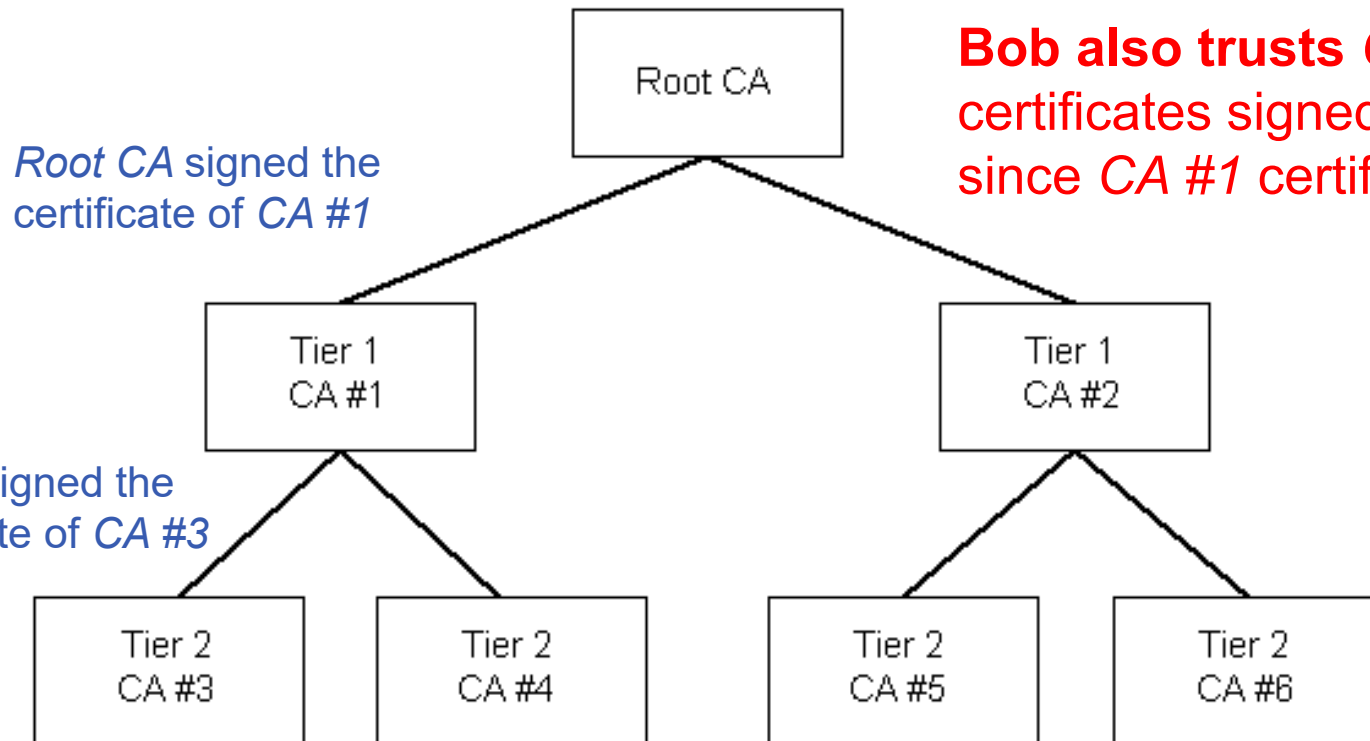 Root CA
Bob also trusts
certificates signed
since CA #1 certif
Root CA signed the
certificate of CA #1
Tier 1
CA #1
Tier 1
CA #2
igned the
te of CA #3
Tier 2
CA #3
Tier 2
CA #4
Tier 2
CA #5
Tier 2
CA #6